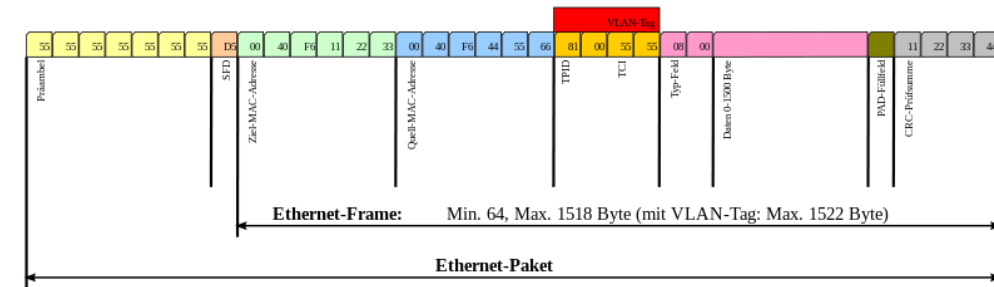 VLAN-Tag
55 55 55 55 55 55 55 D5 00 40 F6 11 22 33 00 40 F6 44 55 66 81 00 55 55 08 00 11 22 33 44
Präambel
SFD
Ziel-MAC-Adresse
Quell-MAC-Adresse
TPID
TCI
Typ-Feld
Daten 0-1500 Byte
PAD-Füllfeld
CRC-Prüfsumme
Ethernet-Frame: Min. 64, Max. 1518 Byte (mit VLAN-Tag: Max. 1522 Byte)
Ethernet-Paket